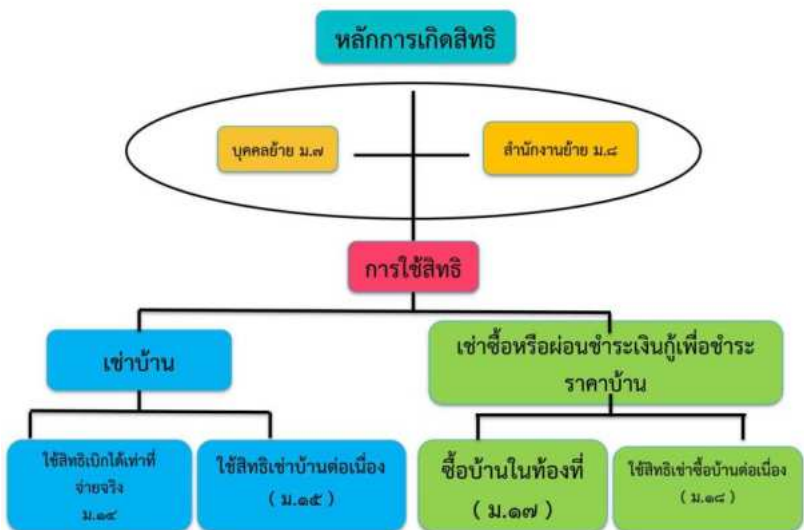 หลักการเกิดสิทธิ
บุคคลย้าย ม.๗
สำนักงานย้าย ม.๘
การใช้สิทธิ
เช่าบ้าน
เช่าซื้อหรือผ่อนชำระเงินกู้เพื่อชำระ
ราคาบ้าน
ใช้สิทธิเบิกได้เท่าที่
จ่ายจริง
ม.๑๔
ใช้สิทธิเช่าบ้านต่อเนื่อง
( ม.๑๕ )
ซื้อบ้านในท้องที่
( ม.๑๗ )
ใช้สิทธิเช่าซื้อบ้านต่อเนื่อง
( ม.๑๘ )